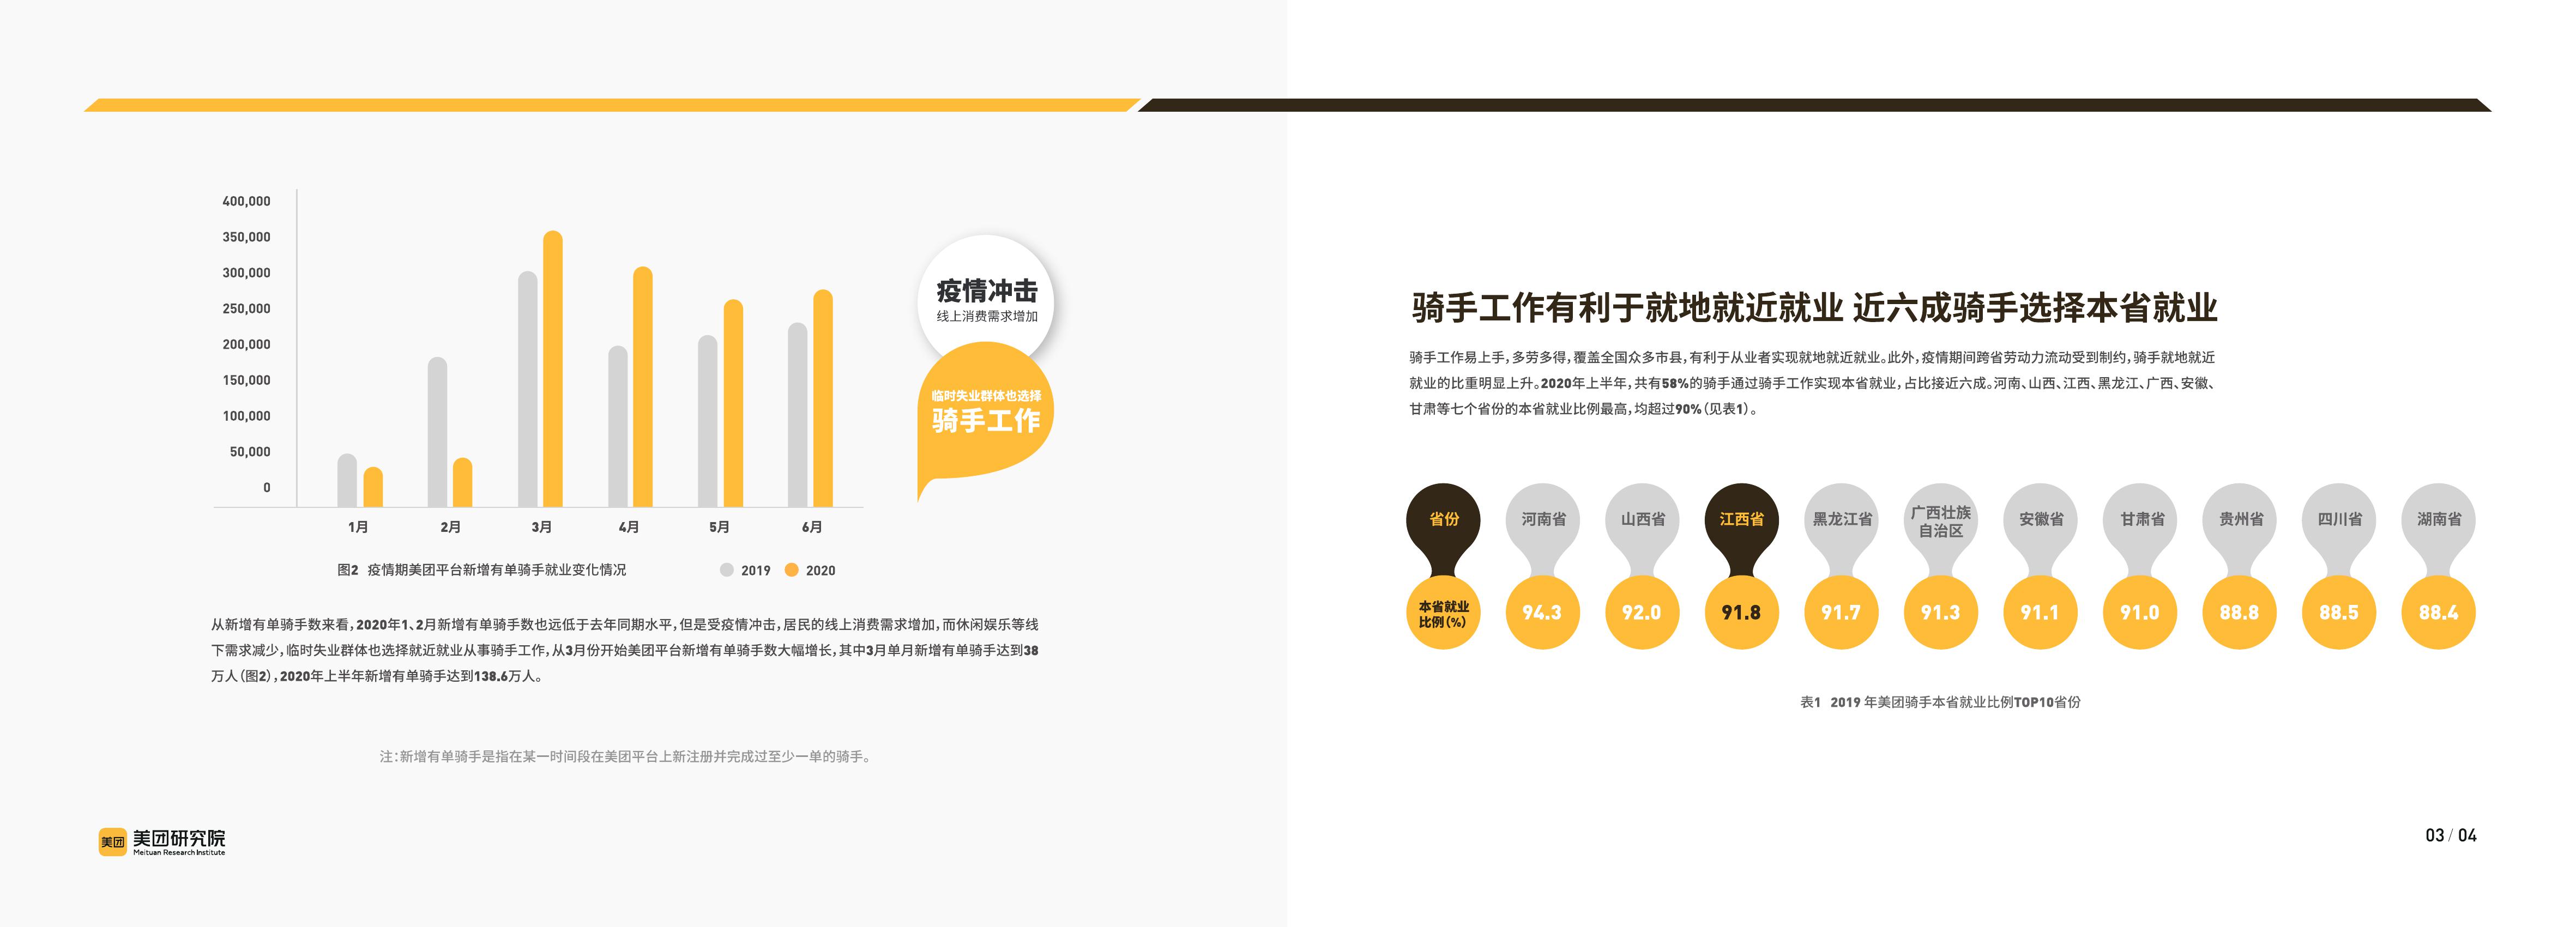 400,000
350,000
300,000
250,000
200,000
150,000
100,000
50,000
0
1月 2月 3月 4月 5月 6月
图2 疫情期美团平台新增有单骑手就业变化情况
2019 2020
疫情冲击
线上消费需求增加
临时失业群体也选择
骑手工作
从新增有单骑手数来看，2020年1、2月新增有单骑手数也远低于去年同期水平，但是受疫情冲击，居民的线上消费需求增加，而休闲娱乐等线
下需求减少，临时失业群体也选择就近就业从事骑手工作，从3月份开始美团平台新增有单骑手数大幅增长，其中3月单月新增有单骑手达到38
万人（图2），2020年上半年新增有单骑手达到138.6万人。
注：新增有单骑手是指在某一时间段在美团平台上新注册并完成过至少一单的骑手。
美团 美团研究院
Meituan Research Institute
骑手工作有利于就地就近就业 近六成骑手选择本省就业
骑手工作易上手，多劳多得，覆盖全国众多市县，有利于从业者实现就地就近就业。此外，疫情期间跨省劳动力流动受到制约，骑手就地就近
就业的比重明显上升。2020年上半年，共有58%的骑手通过骑手工作实现本省就业，占比接近六成。河南、山西、江西、黑龙江、广西、安徽、
甘肃等七个省份的本省就业比例最高，均超过90%（见表1）。
省份 河南省 山西省 江西省 黑龙江省 广西壮族 安徽省 甘肃省 贵州省 四川省 湖南省
自治区
本省就业 94.3 92.0 91.8 91.7 91.3 91.1 91.0 88.8 88.5 88.4
比例（%）
表1 2019 年美团骑手本省就业比例TOP10省份
03 / 04